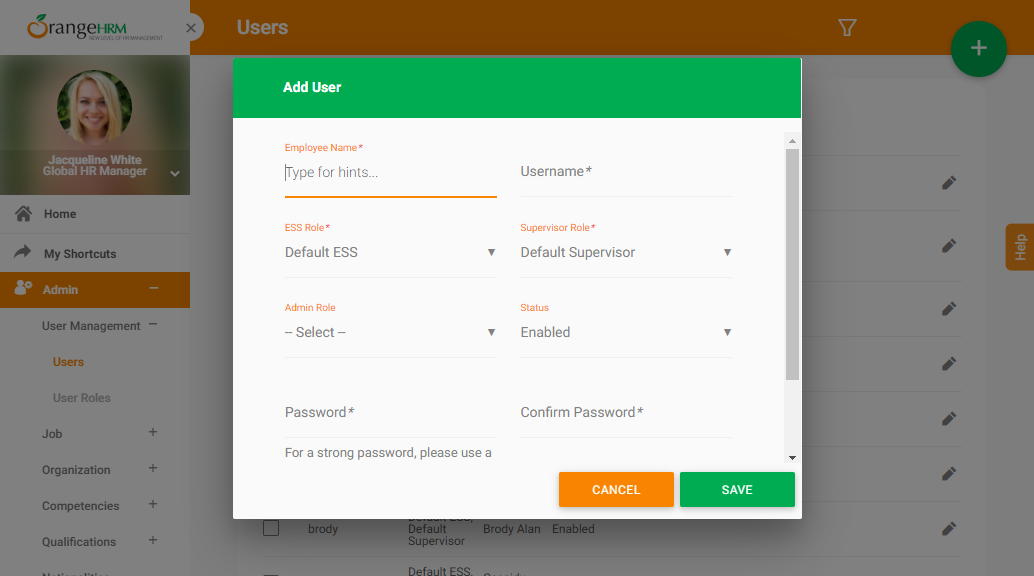 OrangeHRM
NEW LEVEL OF HR MANAGEMENT
Users
Jacqueline White
Global HR Manager
Home
My Shortcuts
Admin
User Management
Users
User Roles
Job
Organization
Competencies
Qualifications
Nationalities
Add User
Employee Name*
Type for hints...
Username*
ESS Role*
Default ESS
Supervisor Role*
Default Supervisor
Admin Role
-- Select --
Status
Enabled
Password*
Confirm Password*
For a strong password, please use a
CANCEL
SAVE
Help
brody
Default ESS,
Default
Supervisor
Brody Alan
Enabled
Default ESS,
Cassidy